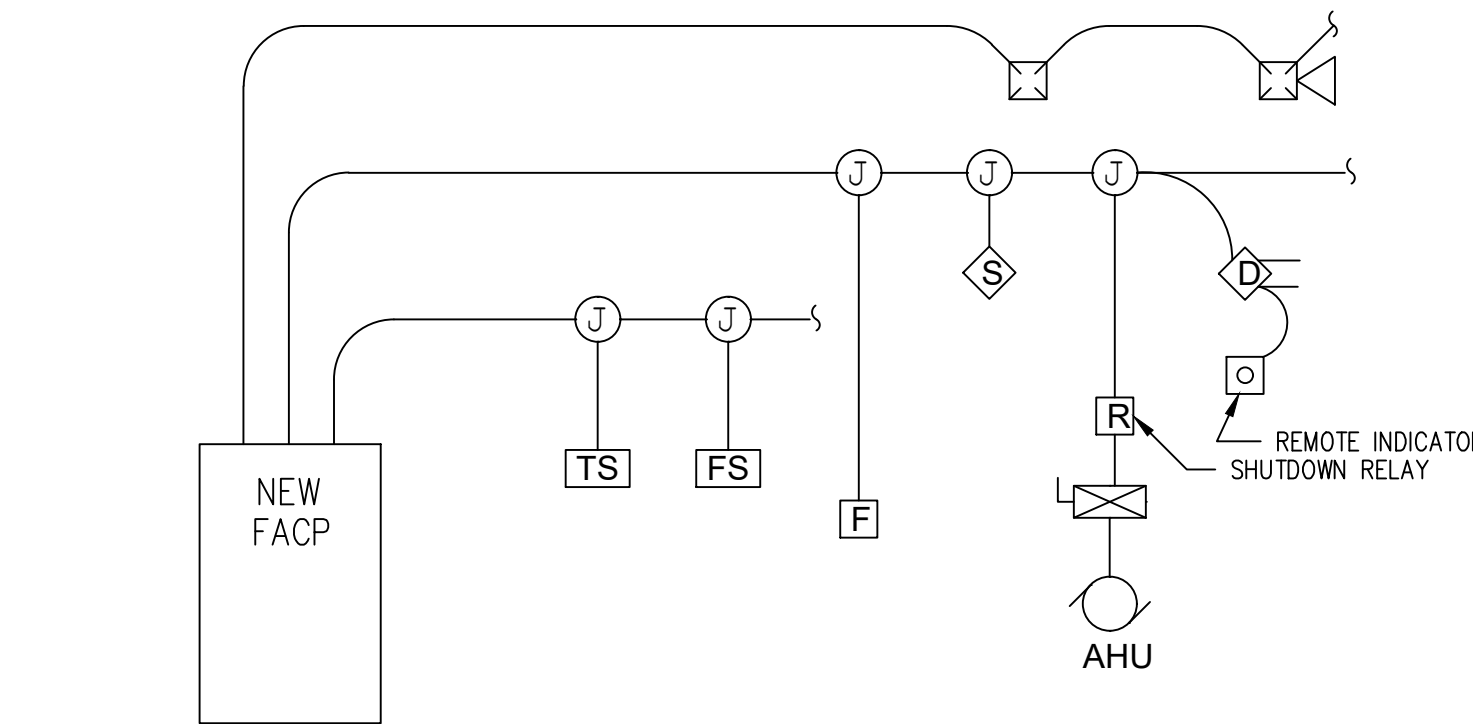 J J J
S
D
J J
R
REMOTE INDICATOR
SHUTDOWN RELAY
TS FS
NEW
FACP
F
AHU